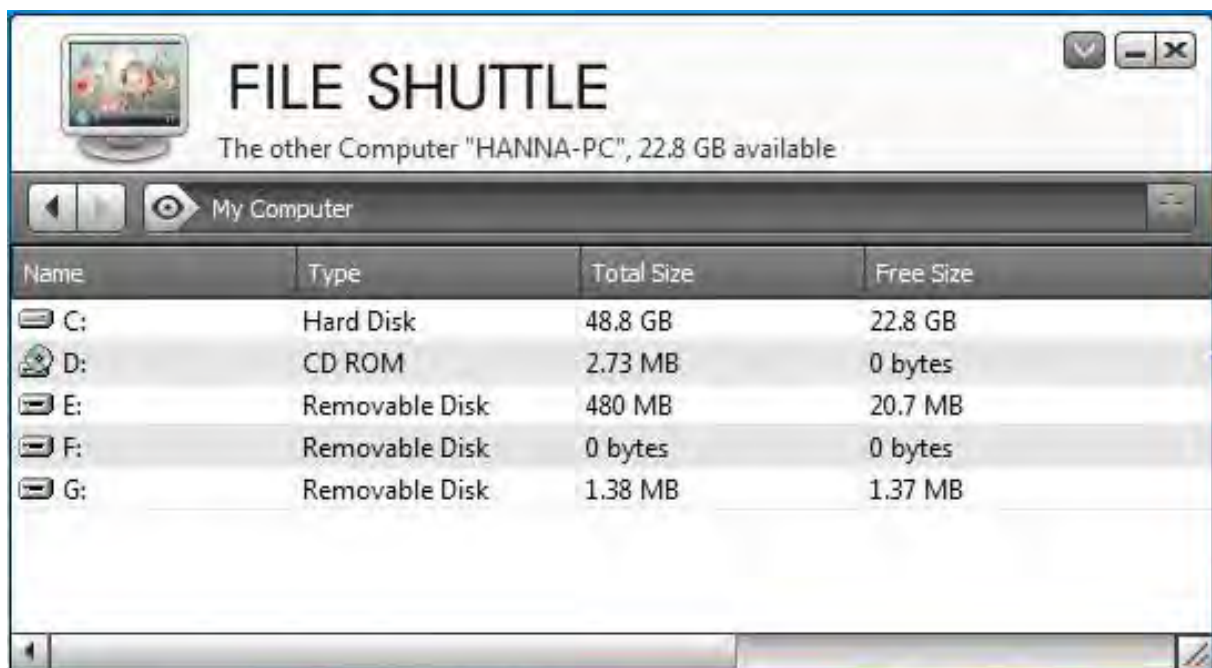 FILE SHUTTLE
The other Computer "HANNA-PC", 22.8 GB available
My Computer
Name Type Total Size Free Size
C: Hard Disk 48.8 GB 22.8 GB
D: CD ROM 2.73 MB 0 bytes
E: Removable Disk 480 MB 20.7 MB
F: Removable Disk 0 bytes 0 bytes
G: Removable Disk 1.38 MB 1.37 MB